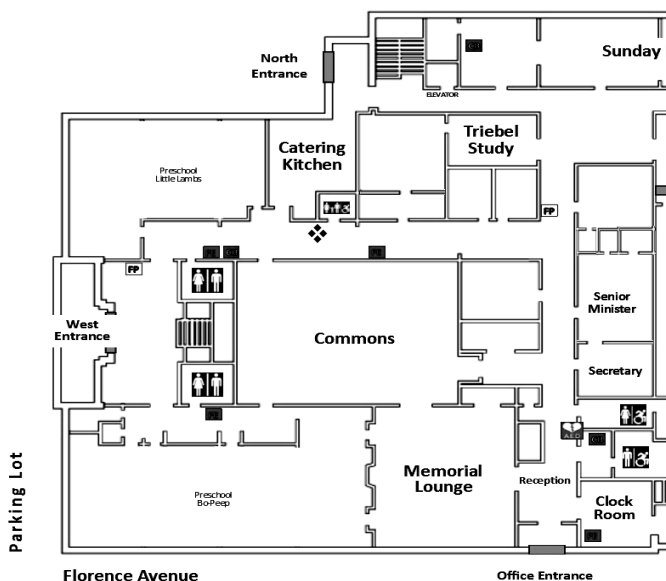 Sunday
North
Entrance
ELEVATOR
Triebel
Study
Catering
Kitchen
Preschool
Little Lambs
FP
FP
Senior
Minister
West
Entrance
Commons
Secretary
AED
Memorial
Lounge
Reception
Preschool
Bo-Peep
Clock
Room
Parking Lot
Florence Avenue
Office Entrance